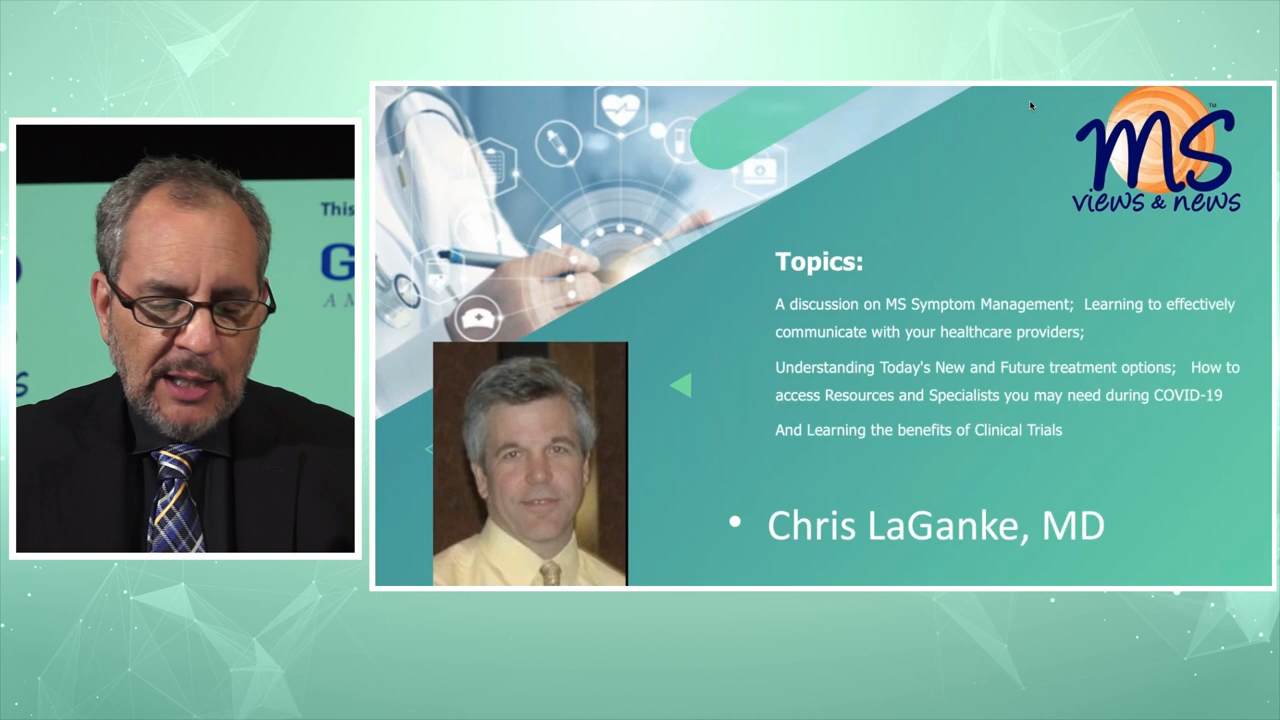 This
G
A N
S
MS
TM
views & news
Topics:
A discussion on MS Symptom Management;  Learning to effectively
communicate with your healthcare providers;
Understanding Today's New and Future treatment options;   How to
access Resources and Specialists you may need during COVID-19
And Learning the benefits of Clinical Trials
• Chris LaGanke, MD